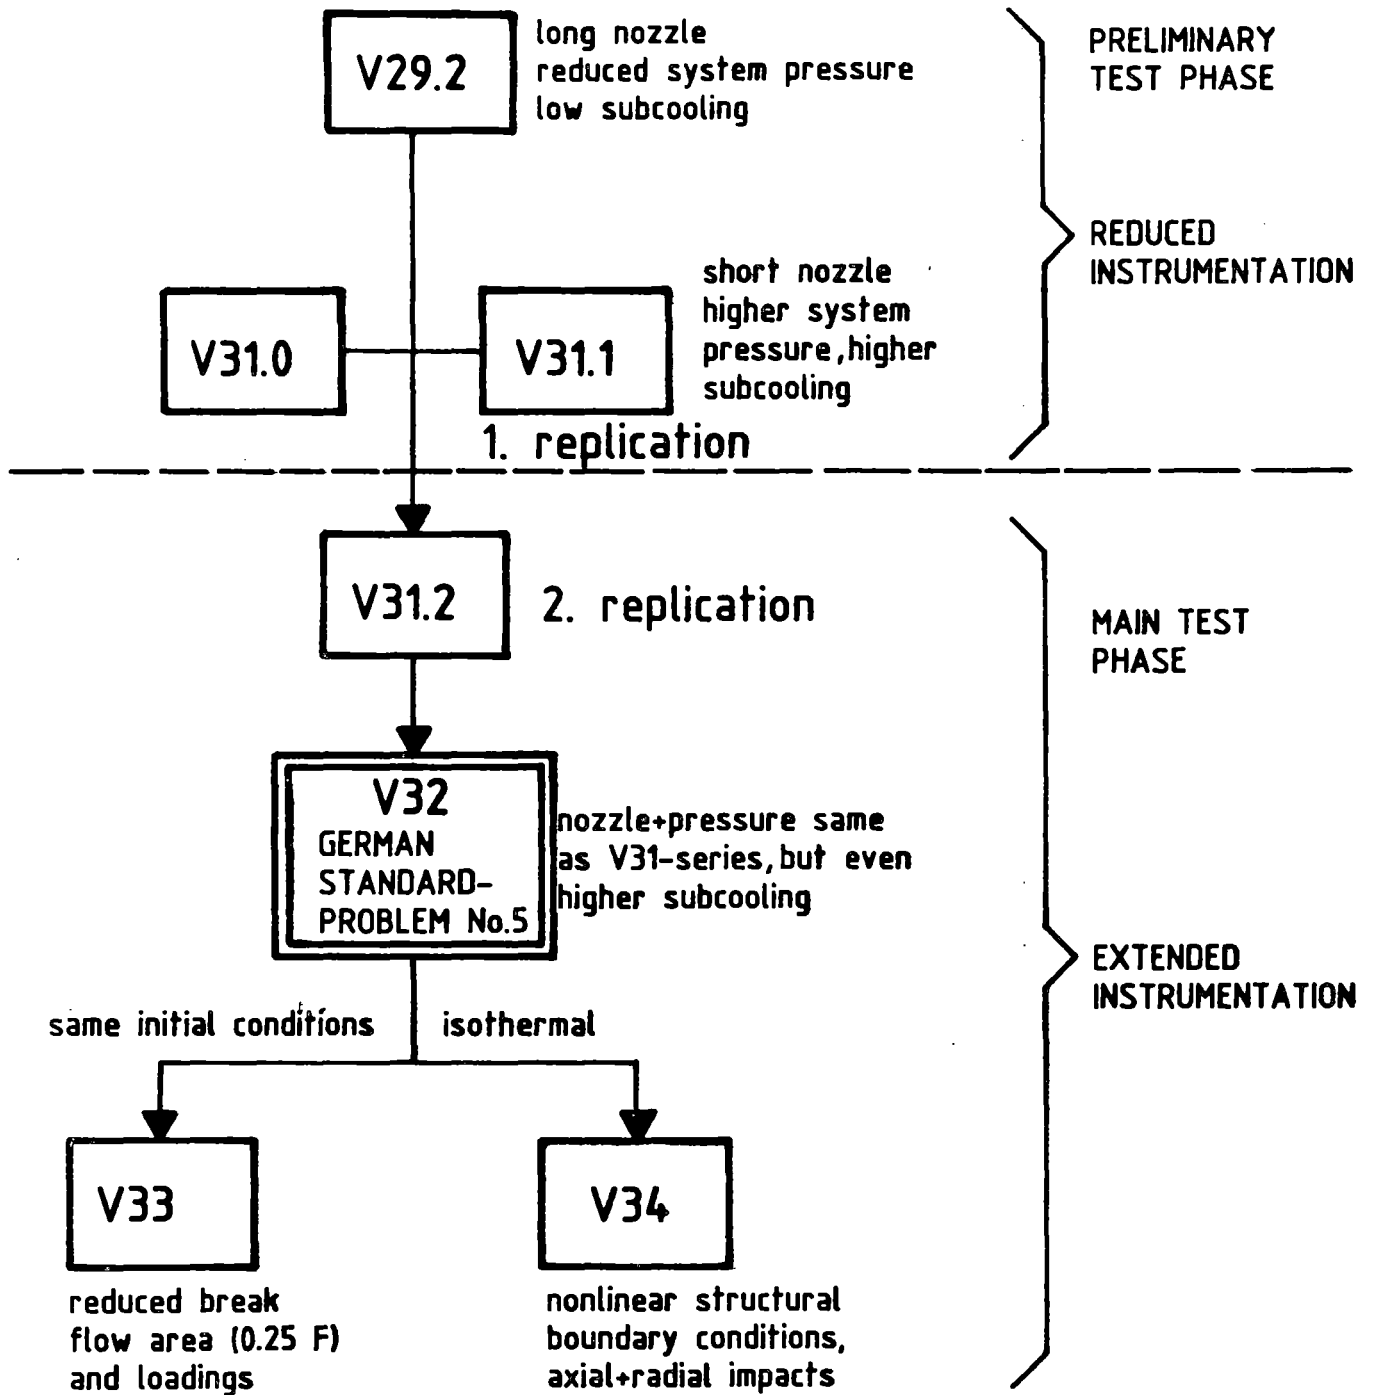 V29.2
long nozzle
reduced system pressure
low subcooling
PRELIMINARY
TEST PHASE
REDUCED
INSTRUMENTATION
V31.0
V31.1
short nozzle
higher system
pressure, higher
subcooling
1. replication
V31.2
2. replication
MAIN TEST
PHASE
V32
GERMAN
STANDARD-
PROBLEM No.5
nozzle+pressure same
as V31-series, but even
higher subcooling
EXTENDED
INSTRUMENTATION
same initial conditions
isothermal
V33
V34
reduced break
flow area (0.25 F)
and loadings
nonlinear structural
boundary conditions,
axial+radial impacts